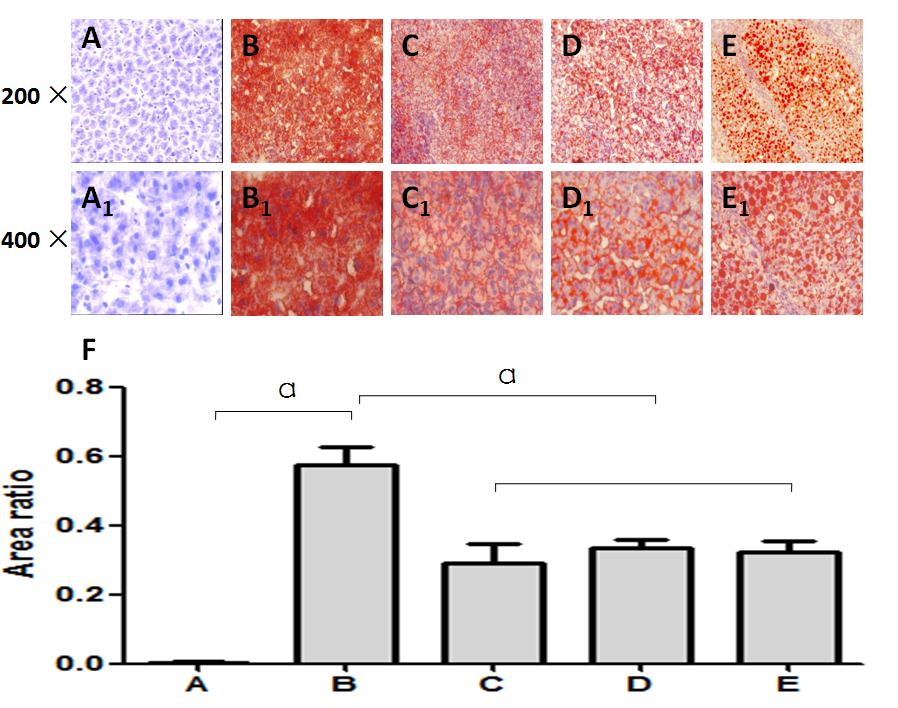 A B C D E
200 ×
A1 B1 C1 D1 E1
400 ×
F
a
a
0.8
0.6
0.4
0.2
0.0
Area ratio
A B C D E